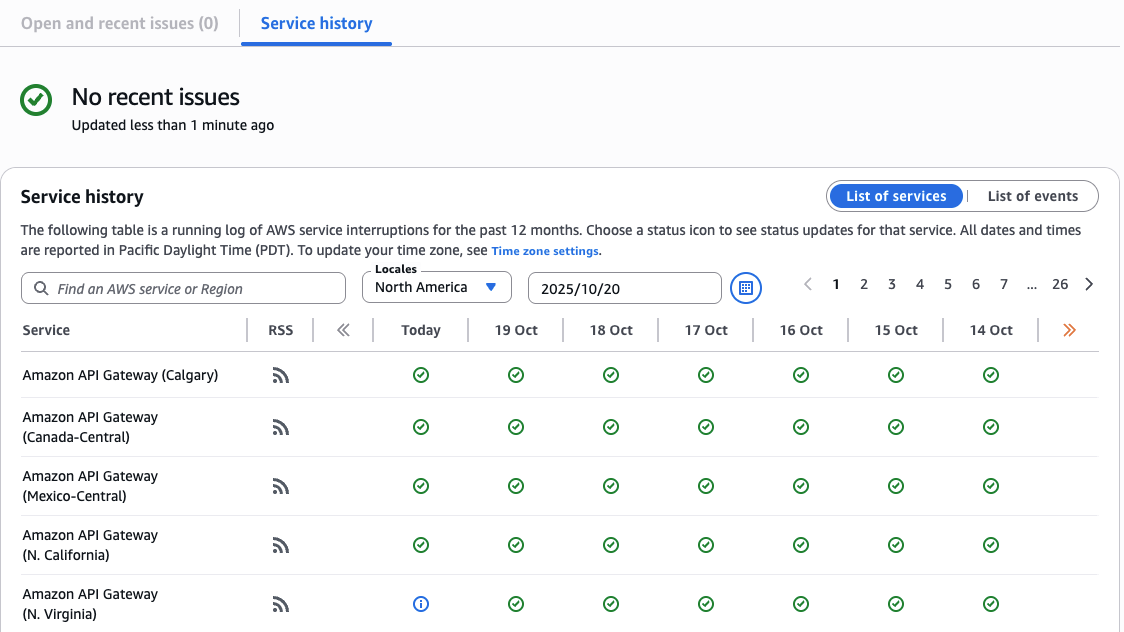 Open and recent issues (0)
Service history
No recent issues
Updated less than 1 minute ago
Service history
List of services
List of events
The following table is a running log of AWS service interruptions for the past 12 months. Choose a status icon to see status updates for that service. All dates and times
are reported in Pacific Daylight Time (PDT). To update your time zone, see Time zone settings.
Find an AWS service or Region
Locales
North America
2025/10/20
1 2 3 4 5 6 7 ... 26
Service RSS Today 19 Oct 18 Oct 17 Oct 16 Oct 15 Oct 14 Oct
Amazon API Gateway (Calgary)
Amazon API Gateway
(Canada-Central)
Amazon API Gateway
(Mexico-Central)
Amazon API Gateway
(N. California)
Amazon API Gateway
(N. Virginia)